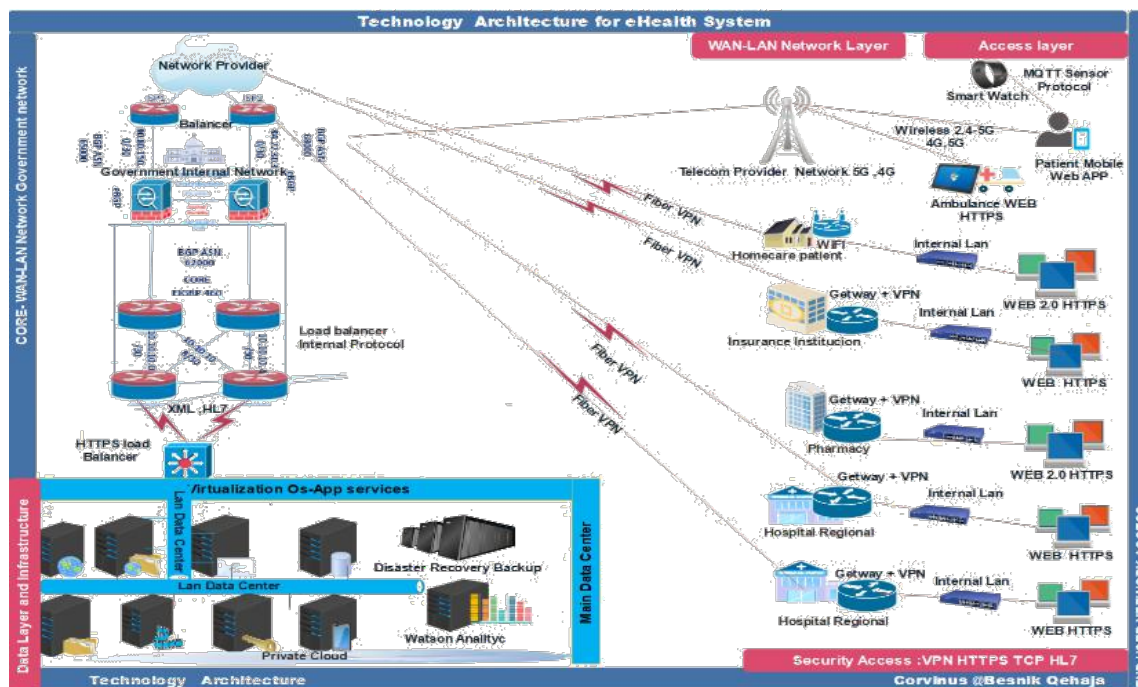 Technology Architecture for eHealth System
WAN-LAN Network Layer
Access layer
Network Provider
MQTT Sensor
Protocol
Smart Watch
Balancer
Wireless 2.4-5G
4G,5G
Government Internal Network
Telecom Provider Network 5G ,4G
Patient Mobile
Web APP
Ambulance WEB
HTTPS
Fiber VPN
WIFI
Homecare patient
Internal Lan
WEB 2.0 HTTPS
Fiber VPN
BGP ASN
CORE
Getway + VPN
Internal Lan
Load balancer
Internal Protocol
Insurance Institucion
WEB HTTPS
Fiber VPN
XML ,HL7
Fiber VPN
Getway + VPN
Internal Lan
HTTPS load
Balancer
Pharmacy
WEB 2.0 HTTPS
Getway + VPN
Internal Lan
Hospital Regional
WEB HTTPS
Virtualization Os-App services
Lan Data Center
Disaster Recovery Backup
Lan Data Center
Main Data Center
Getway + VPN
Internal Lan
Hospital Regional
WEB HTTPS
Watson Analityc
Private Cloud
CORE- WAN-LAN Network Government network
Data Layer and Infrastructure
Security Access :VPN HTTPS TCP HL7
Technology Architecture
Corvinus @Besnik Qehaja